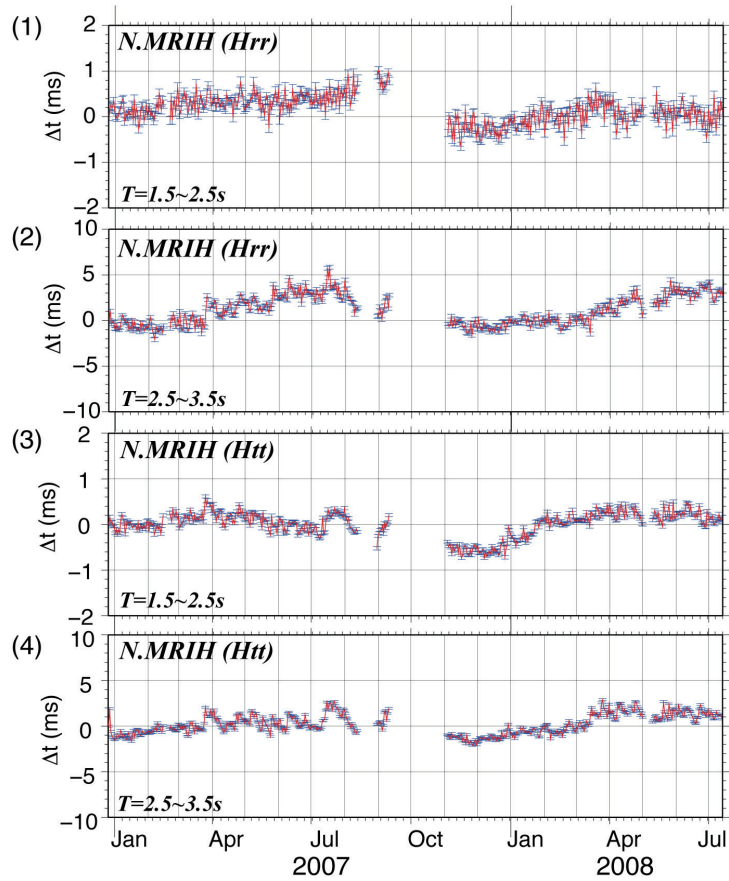 (1)
N.MRIH (Hrr)
2
1
0
−1
−2
Δt (ms)
T=1.5~2.5s
(2)
N.MRIH (Hrr)
10
5
0
−5
−10
Δt (ms)
T=2.5~3.5s
(3)
N.MRIH (Htt)
2
1
0
−1
−2
Δt (ms)
T=1.5~2.5s
(4)
N.MRIH (Htt)
10
5
0
−5
−10
Δt (ms)
T=2.5~3.5s
Jan Apr Jul Oct Jan Apr Jul
2007 2008